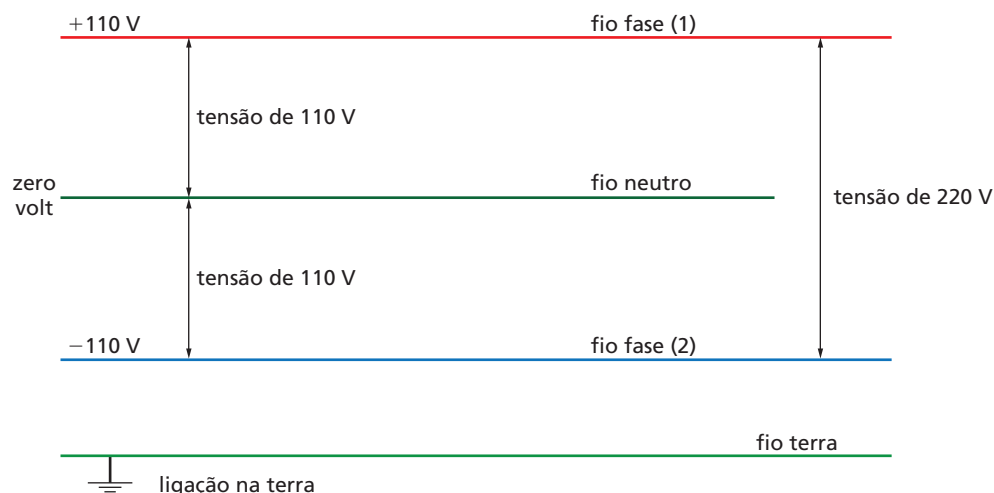 +110 V
fio fase (1)
tensão de 110 V
zero
volt
fio neutro
tensão de 220 V
tensão de 110 V
−110 V
fio fase (2)
fio terra
ligação na terra